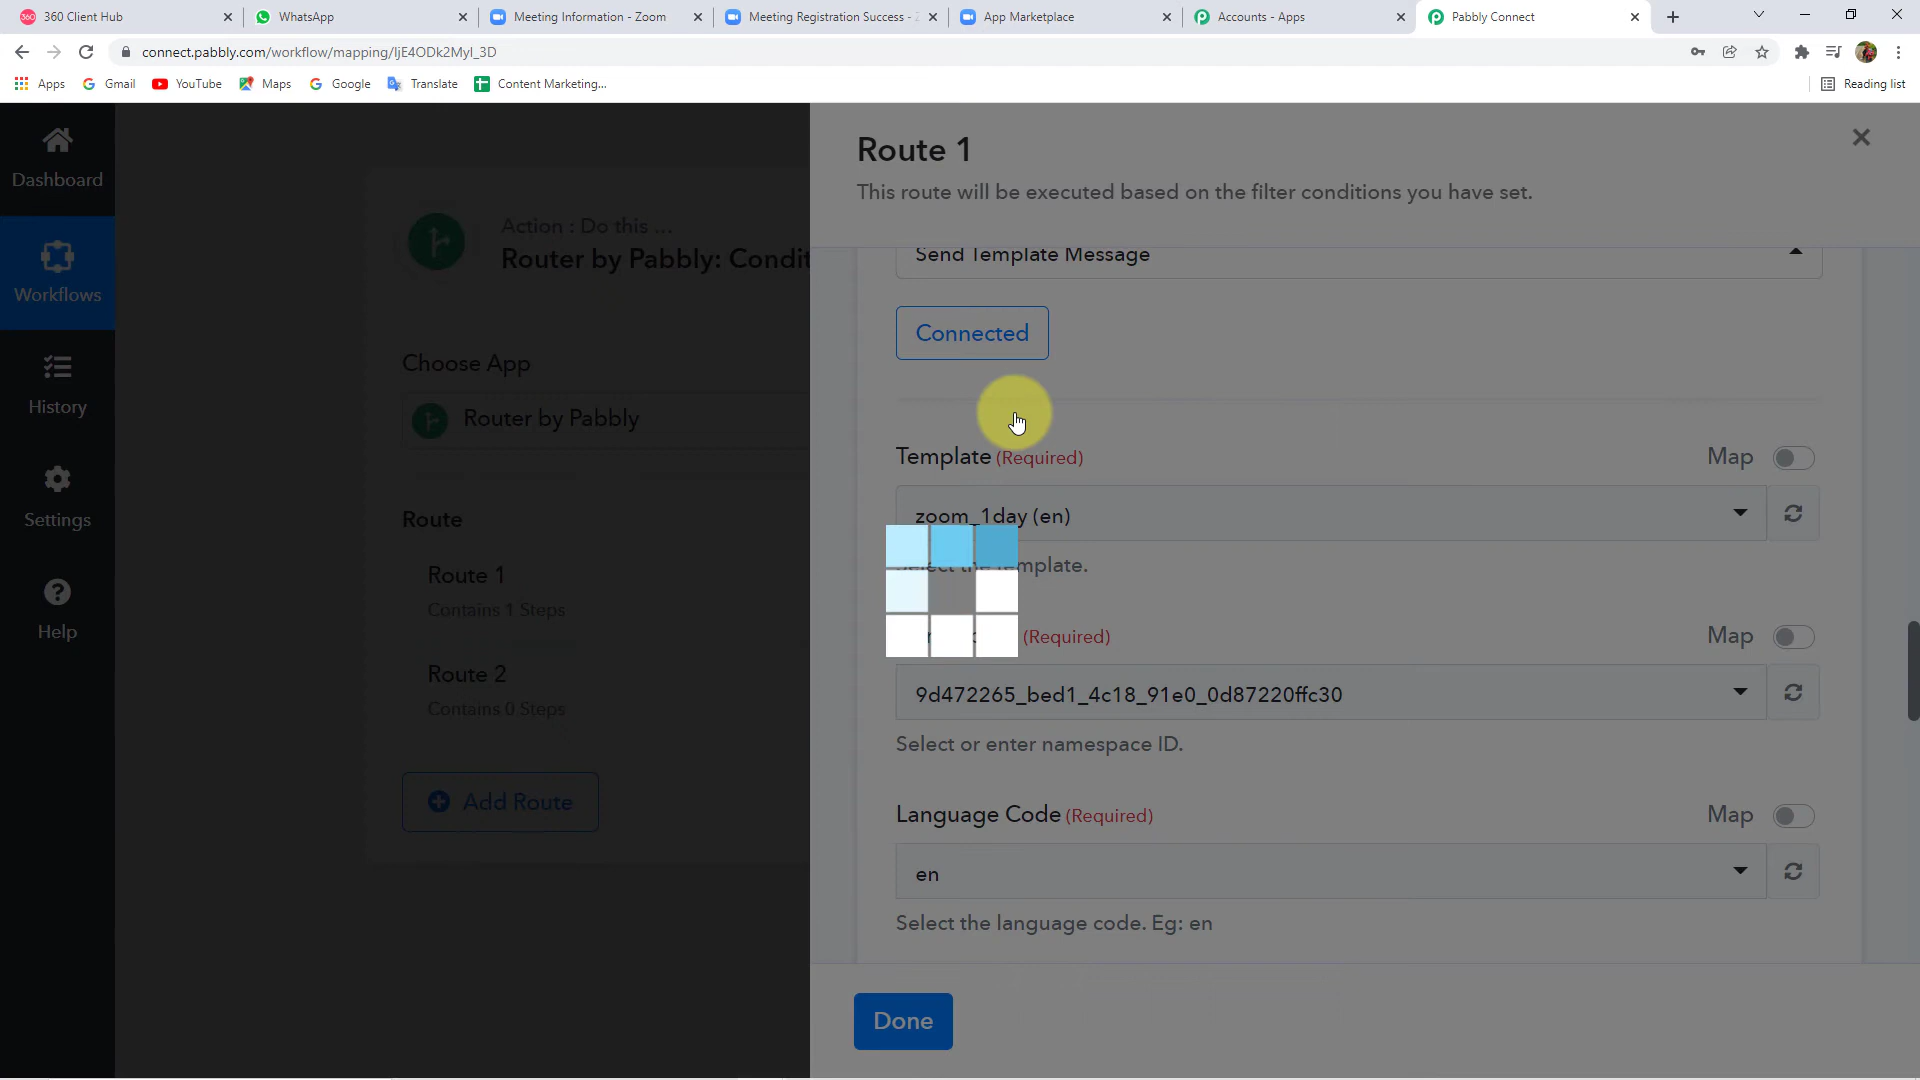 360 Client Hub
WhatsApp
Meeting Information - Zoom
Meeting Registration Success -
App Marketplace
Accounts - Apps
Pabbly Connect
connect.pabbly.com/workflow/mapping/IjE4ODk2MyI_3D
Apps
Gmail
YouTube
Maps
Google
Translate
Content Marketing...
Reading list
Dashboard
Workflows
History
Settings
Help
Action : Do this ...
Router by Pabbly: Condit
Choose App
Router by Pabbly
Route
Route 1
Contains 1 Steps
Route 2
Contains 0 Steps
Add Route
Route 1
This route will be executed based on the filter conditions you have set.
Send Template Message
Connected
Template (Required)
Map
zoom_1day (en)
template.
(Required)
Map
9d472265_bed1_4c18_91e0_0d87220ffc30
Select or enter namespace ID.
Language Code (Required)
Map
en
Select the language code. Eg: en
Done